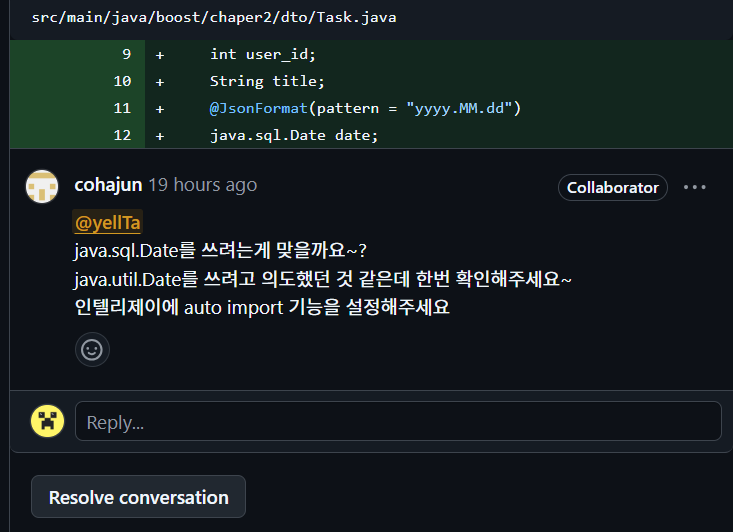 src/main/java/boost/chaper2/dto/Task.java
9 + int user_id;
10 + String title;
11 + @JsonFormat(pattern = "yyyy.MM.dd")
12 + java.sql.Date date;
cohajun 19 hours ago Collaborator ...
@yellTa
java.sql.Date를 쓰려는게 맞을까요~?
java.util.Date를 쓰려고 의도했던 것 같은데 한번 확인해주세요~
인텔리제이에 auto import 기능을 설정해주세요
Reply...
Resolve conversation